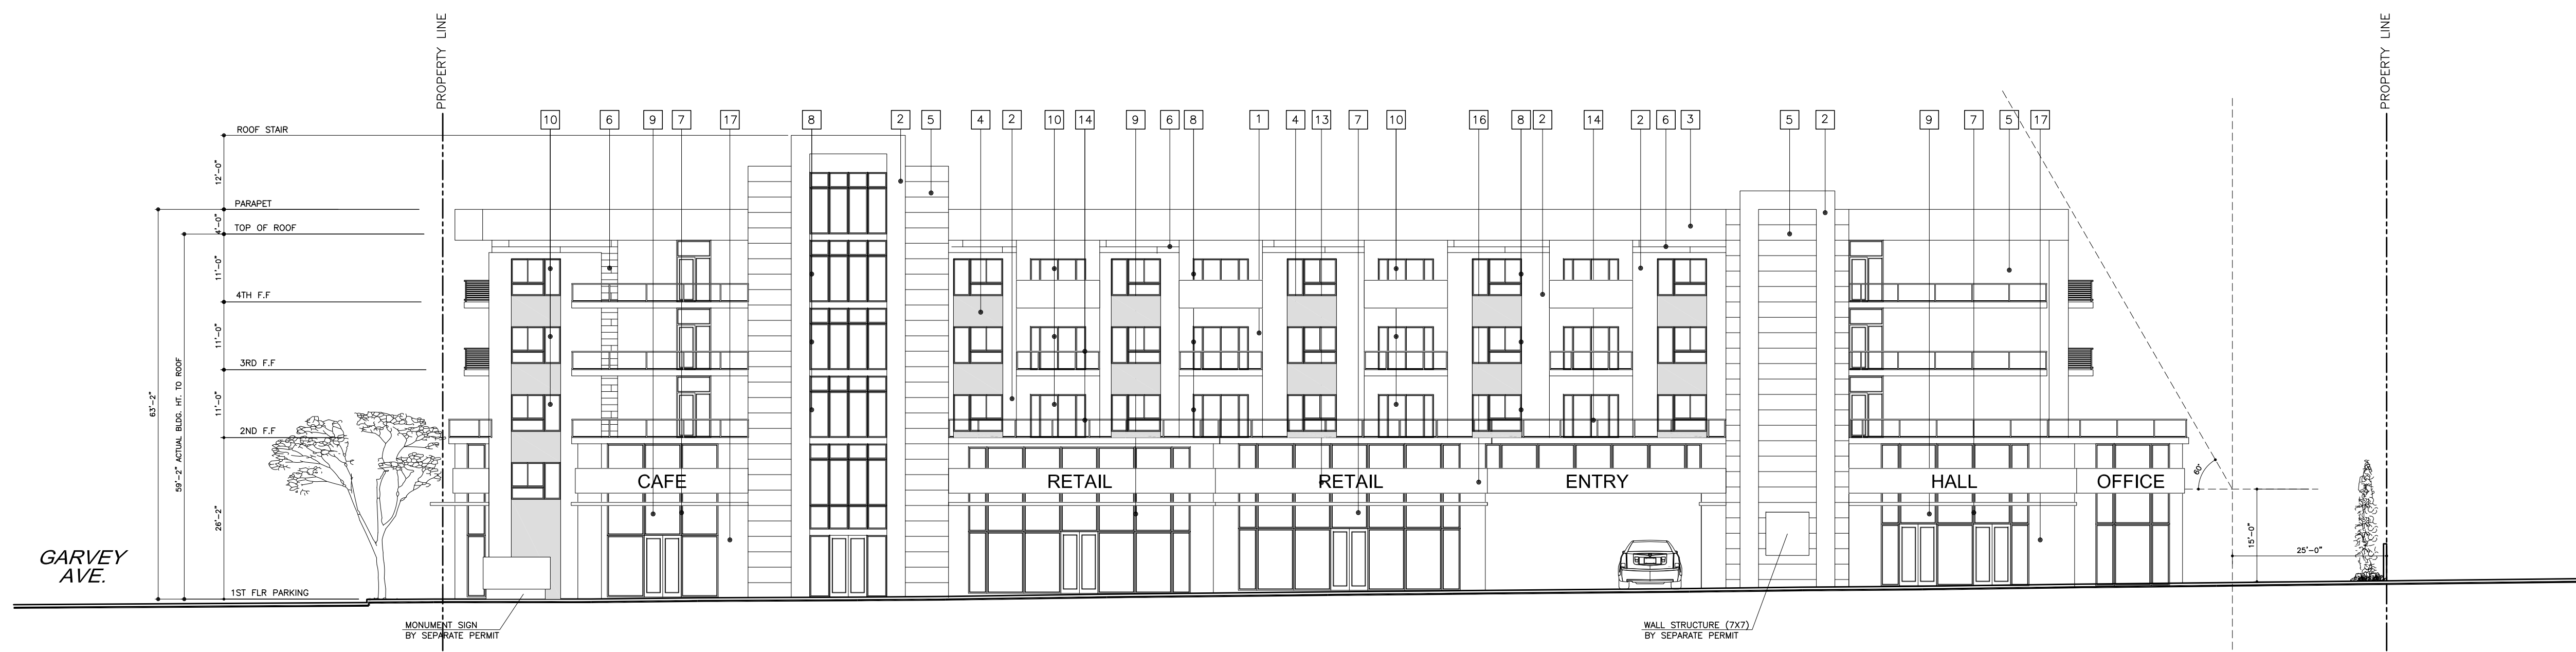 PROPERTY LINE
PROPERTY LINE
10 6 9 7 17 8 2 5 4 2 10 14 9 6 8 1 4 13 7 10 16 8 2 14 2 6 3 5 2 9 7 5 17
ROOF STAIR
12'-0"
PARAPET
4'-0"
TOP OF ROOF
11'-0"
4TH F.F
11'-0"
3RD F.F
11'-0"
2ND F.F
26'-2"
1ST FLR PARKING
63'-2"
59'-2" ACTUAL BLDG. HT. TO ROOF
GARVEY
AVE.
CAFE
RETAIL
RETAIL
ENTRY
HALL
OFFICE
60°
15'-0"
25'-0"
MONUMENT SIGN
BY SEPARATE PERMIT
WALL STRUCTURE (7X7)
BY SEPARATE PERMIT